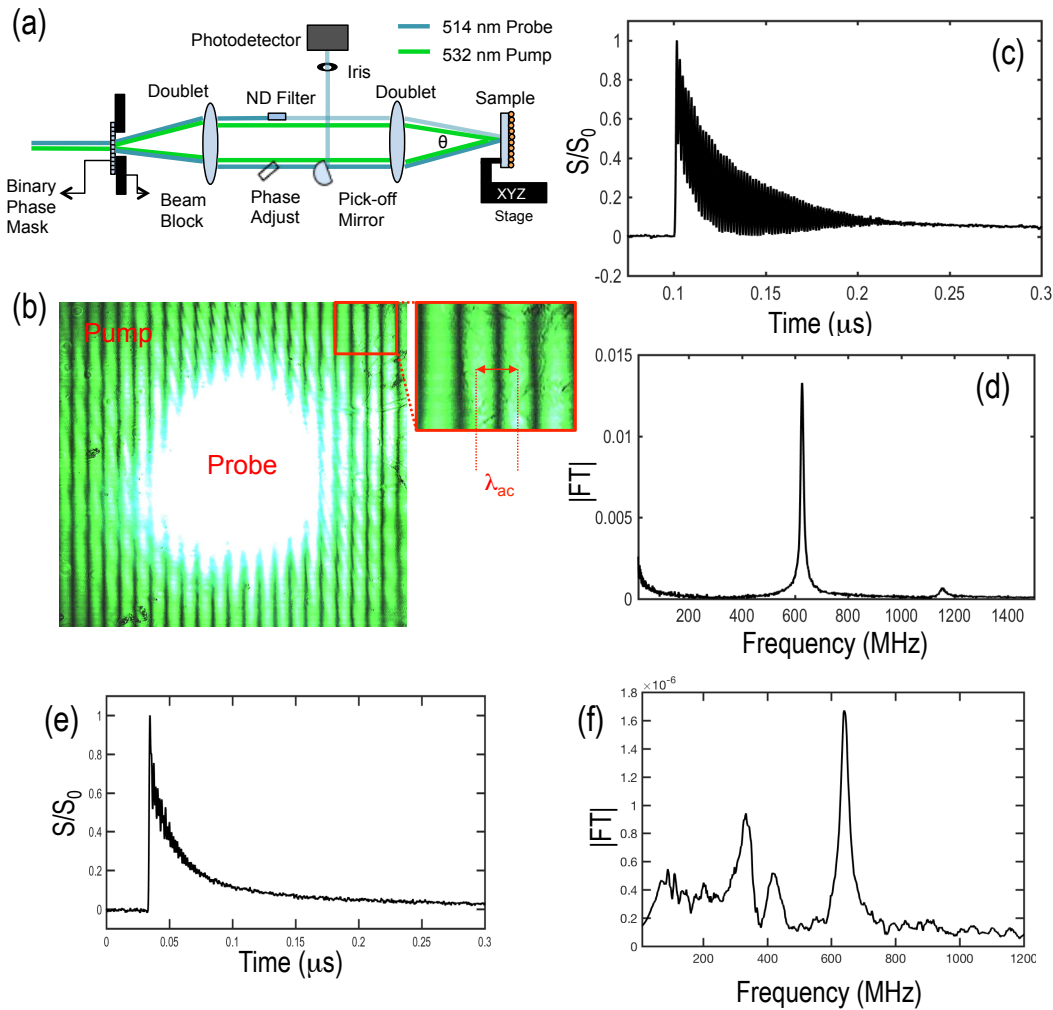 (a)
Photodetector
514 nm Probe
532 nm Pump
Iris
Doublet
ND Filter
Doublet
Sample
θ
Binary
Phase
Mask
Beam
Block
Phase
Adjust
Pick-off
Mirror
XYZ
Stage
(b)
Pump
Probe
λac
(c)
S/S0
1
0.8
0.6
0.4
0.2
0
-0.2
0.1
0.15
0.2
0.25
0.3
Time (μs)
(d)
|FT|
0.015
0.01
0.005
0
200
400
600
800
1000
1200
1400
Frequency (MHz)
(e)
S/S0
1
0.8
0.6
0.4
0.2
0
0
0.05
0.1
0.15
0.2
0.25
0.3
Time (μs)
(f)
×10⁻⁶
|FT|
1.8
1.6
1.4
1.2
1
0.8
0.6
0.4
0.2
0
200
400
600
800
1000
1200
Frequency (MHz)